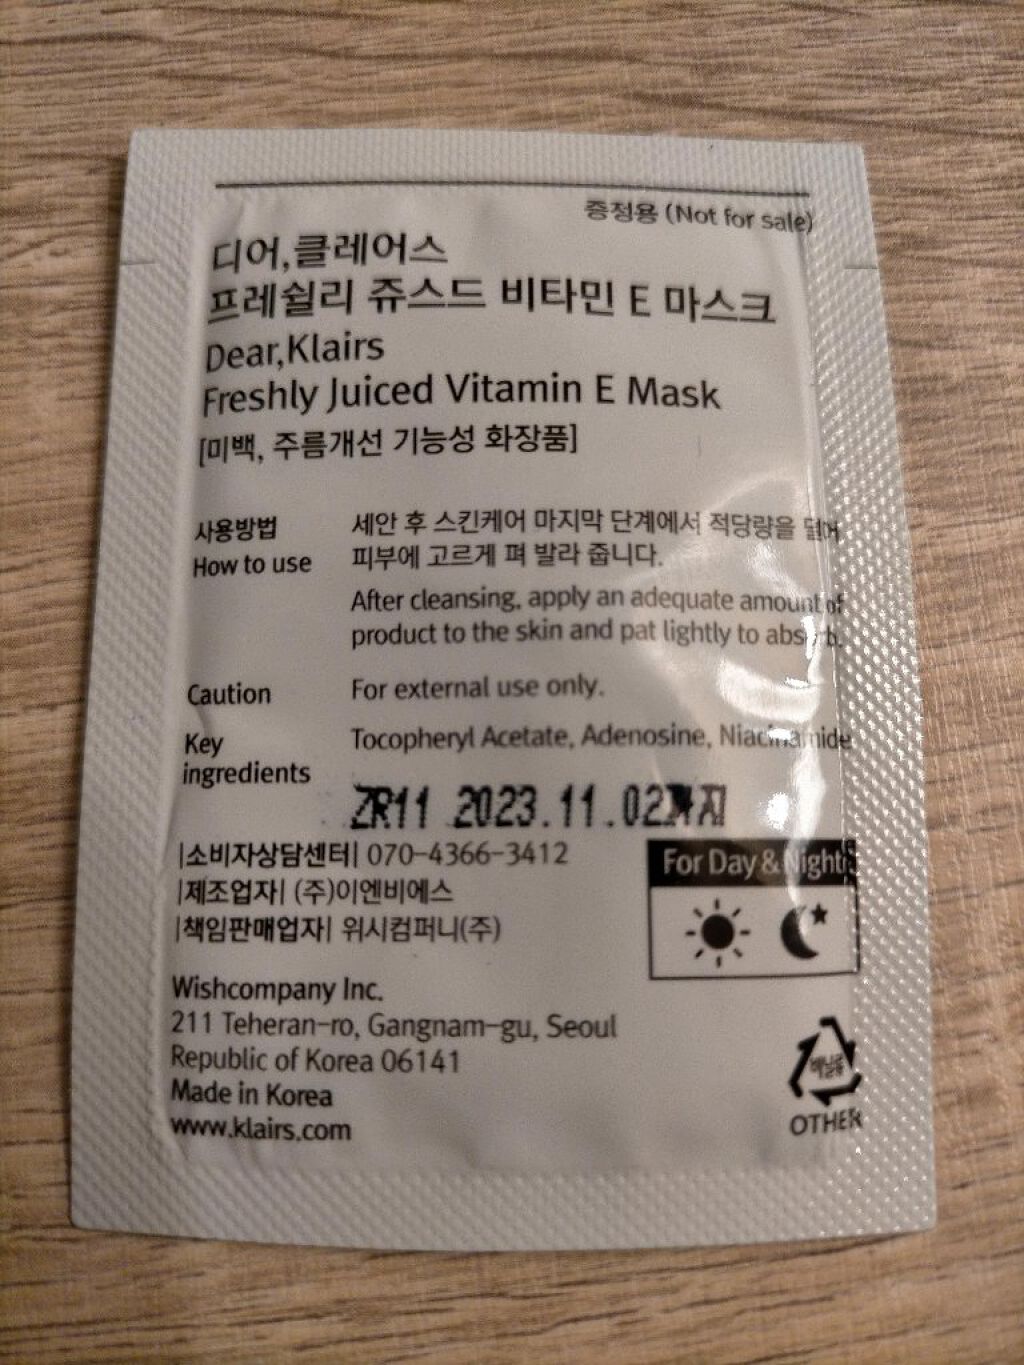 증정용 (Not for sale)
디어,클레어스
프레쉴리 쥬스드 비타민 E 마스크
Dear,Klairs
Freshly Juiced Vitamin E Mask
[미백, 주름개선 기능성 화장품]
사용방법 세안 후 스킨케어 마지막 단계에서 적당량을 덜어
How to use 피부에 고르게 펴 발라 줍니다.
After cleansing, apply an adequate amount of
product to the skin and pat lightly to absorb.
Caution For external use only.
Key Tocopheryl Acetate, Adenosine, Niacinamide
ingredients
ZR11 2023.11.02까지
|소비자상담센터| 070-4366-3412
|제조업자| (주)이엔비에스
|책임판매업자| 위시컴퍼니(주)
For Day & Night
Wishcompany Inc.
211 Teheran-ro, Gangnam-gu, Seoul
Republic of Korea 06141
Made in Korea
www.klairs.com
OTHER